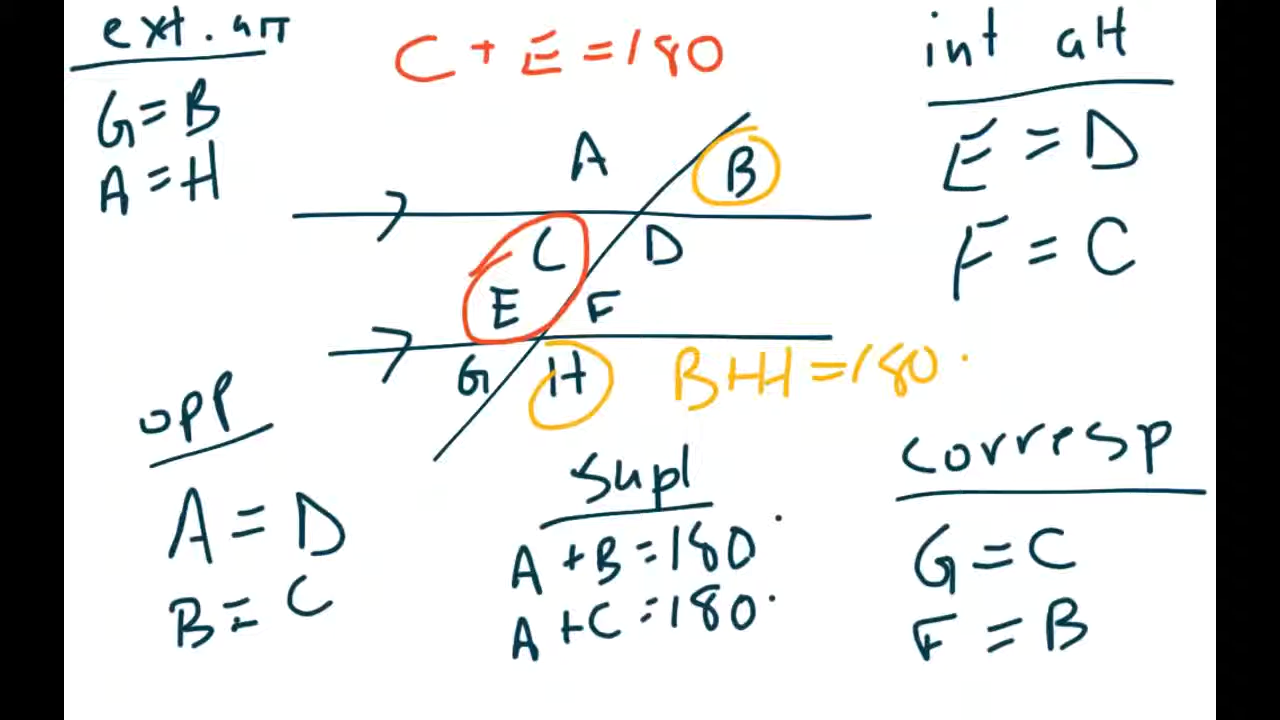 ext. alt
G = B
A = H
C + E = 180
int alt
E = D
F = C
A
B
C
D
E
F
G
H
B + H = 180
opp
A = D
B = C
Supl
A + B = 180
A + C = 180
corresp
G = C
F = B